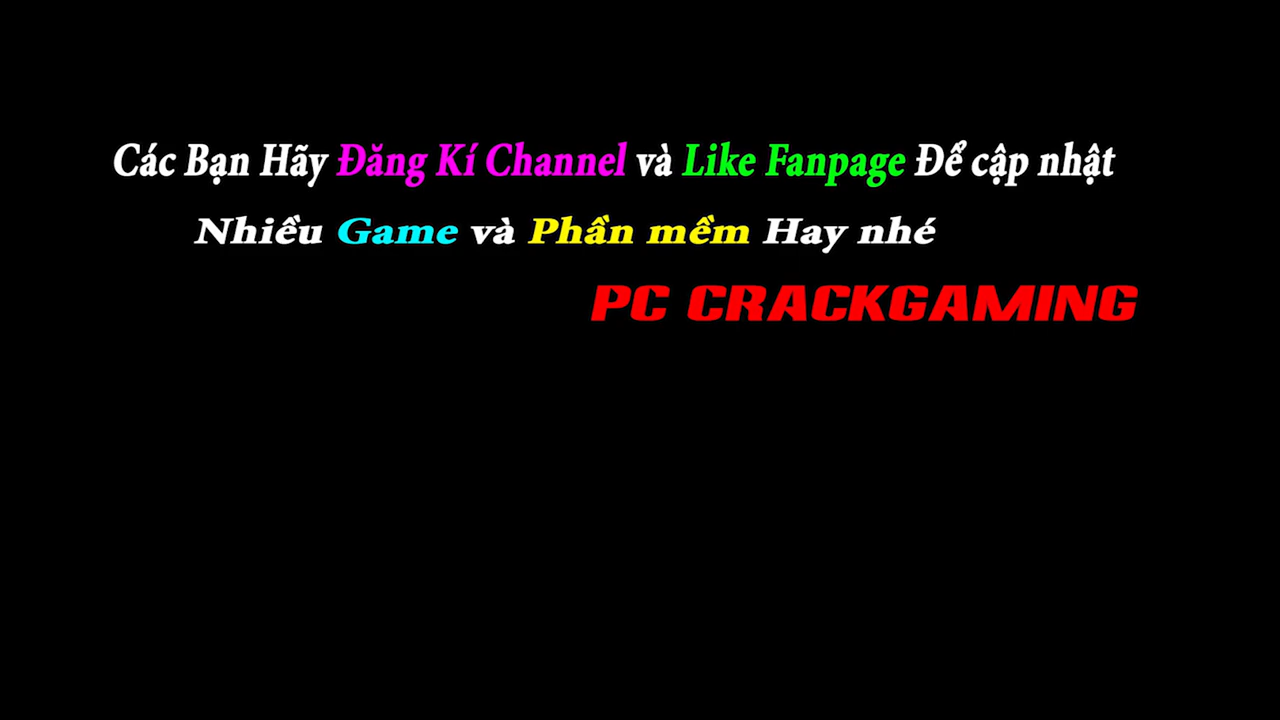 Các Bạn Hãy Đăng Kí Channel và Like Fanpage Để cập nhật
Nhiều Game và Phần mềm Hay nhé
PC CRACKGAMING